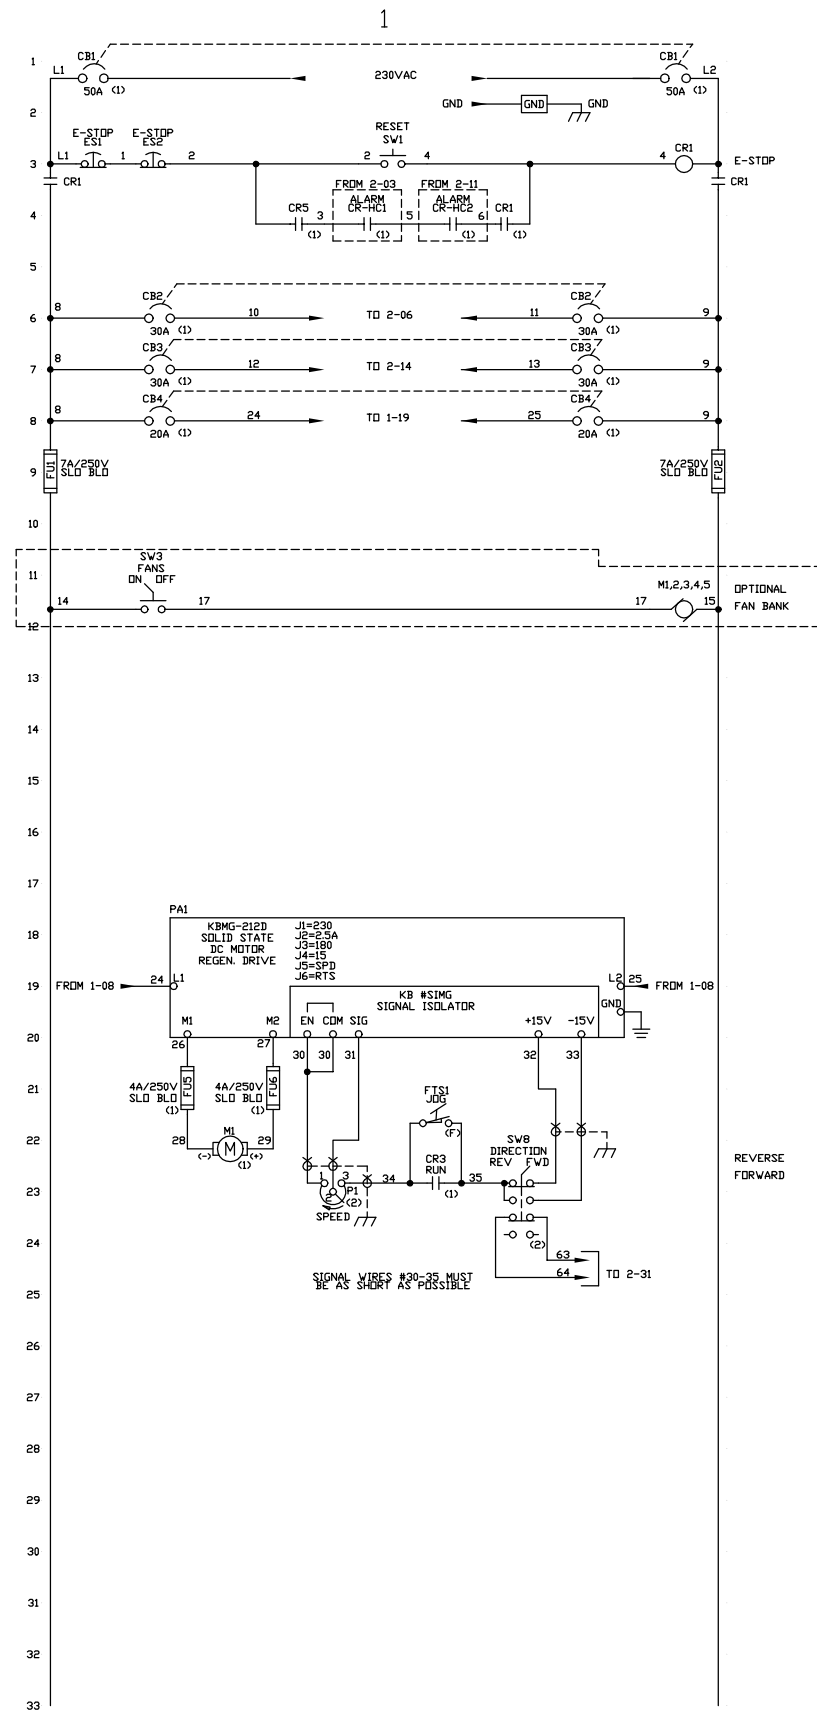 1
1
CB1
CB1
L1
230VAC
L2
50A (1)
50A (1)
2
GND
GND
GND
RESET
SW1
E-STOP
ES1
E-STOP
ES2
3
L1
1
2
2
4
4
CR1
E-STOP
CR1
CR1
FROM 2-03
FROM 2-11
ALARM
CR-HC1
ALARM
CR-HC2
4
CR5
3
5
6
CR1
(1)
(1)
(1)
(1)
5
CB2
CB2
6
8
10
TO 2-06
11
9
30A (1)
30A (1)
CB3
CB3
7
8
12
TO 2-14
13
9
30A (1)
30A (1)
CB4
CB4
8
8
24
TO 1-19
25
9
20A (1)
20A (1)
9
FU1
7A/250V
SLO BLO
7A/250V
SLO BLO
FU2
10
SW3
FANS
ON OFF
11
14
17
17
M1,2,3,4,5
15
OPTIONAL
FAN BANK
12
13
14
15
16
17
PA1
18
KBMG-212D
SOLID STATE
DC MOTOR
REGEN. DRIVE
J1=230
J2=2.5A
J3=180
J4=15
J5=SPD
J6=RTS
19
FROM 1-08
24
L1
L2
25
FROM 1-08
KB #SIMG
SIGNAL ISOLATOR
GND
M1
M2
EN
COM
SIG
+15V
-15V
20
26
27
30
30
31
32
33
21
4A/250V
SLO BLO
(1)
FU5
4A/250V
SLO BLO
(1)
FU6
FTS1
JOG
(F)
22
28
M1
29
M
(-)
(1)
(+)
SW8
DIRECTION
REV FWD
REVERSE
FORWARD
23
1
3
2
P1
(2)
SPEED
34
CR3
RUN
(1)
35
24
(2)
63
64
TO 2-31
SIGNAL WIRES #30-35 MUST
BE AS SHORT AS POSSIBLE
25
26
27
28
29
30
31
32
33